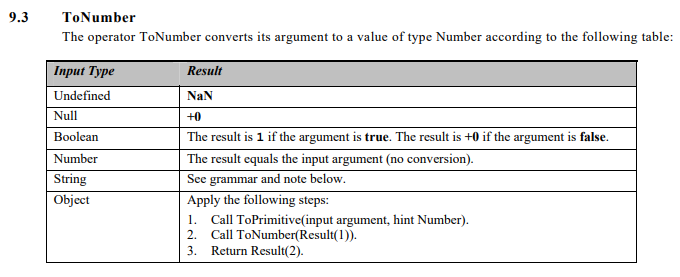 9.3 ToNumber
The operator ToNumber converts its argument to a value of type Number according to the following table:
Input Type Result
Undefined NaN
Null +0
Boolean The result is 1 if the argument is true. The result is +0 if the argument is false.
Number The result equals the input argument (no conversion).
String See grammar and note below.
Object Apply the following steps:
1. Call ToPrimitive(input argument, hint Number).
2. Call ToNumber(Result(1)).
3. Return Result(2).